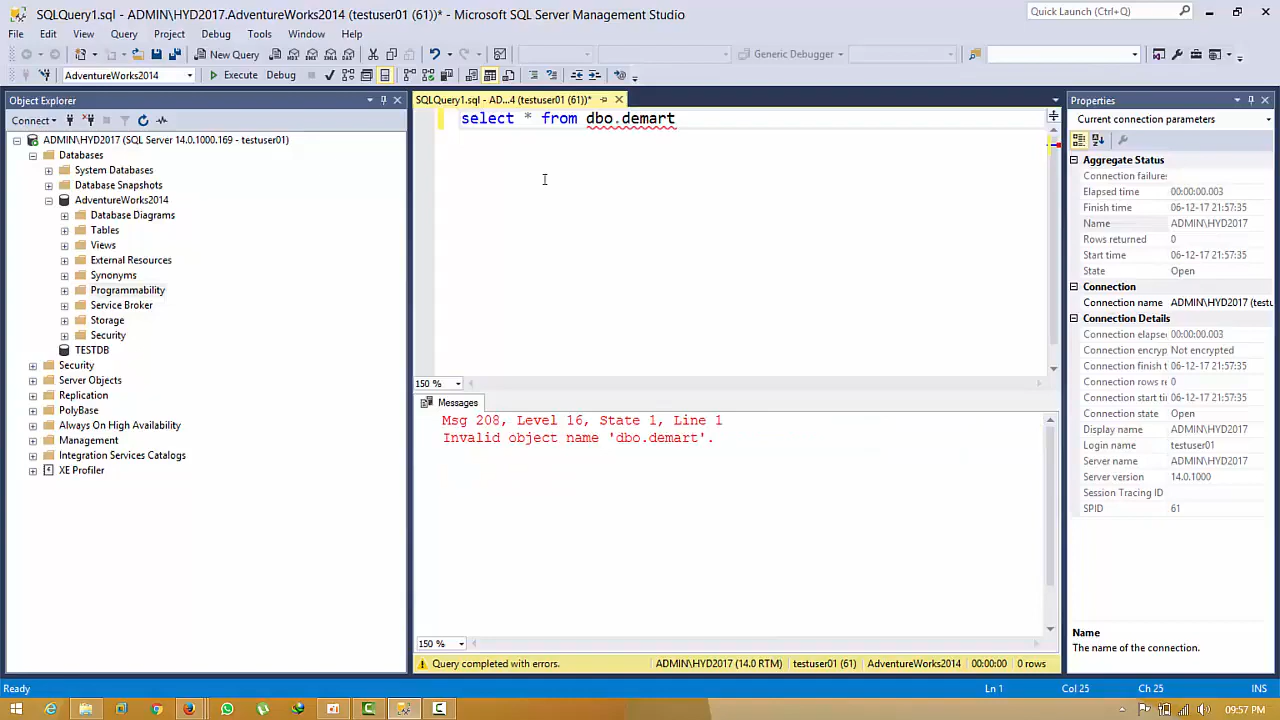 SQLQuery1.sql - ADMIN\HYD2017.AdventureWorks2014 (testuser01 (61))* - Microsoft SQL Server Management Studio
Quick Launch (Ctrl+Q)
File Edit View Query Project Debug Tools Window Help
New Query
Generic Debugger
AdventureWorks2014
Execute Debug
Object Explorer
Connect
ADMIN\HYD2017 (SQL Server 14.0.1000.169 - testuser01)
Databases
System Databases
Database Snapshots
AdventureWorks2014
Database Diagrams
Tables
Views
External Resources
Synonyms
Programmability
Service Broker
Storage
Security
TESTDB
Security
Server Objects
Replication
PolyBase
Always On High Availability
Management
Integration Services Catalogs
XE Profiler
SQLQuery1.sql - AD...4 (testuser01 (61))*
select * from dbo.demart
150 %
Messages
Msg 208, Level 16, State 1, Line 1
Invalid object name 'dbo.demart'.
150 %
Query completed with errors.
ADMIN\HYD2017 (14.0 RTM)
testuser01 (61)
AdventureWorks2014
00:00:00
0 rows
Properties
Current connection parameters
Aggregate Status
Connection failures
Elapsed time 00:00:00.003
Finish time 06-12-17 21:57:35
Name ADMIN\HYD2017
Rows returned 0
Start time 06-12-17 21:57:35
State Open
Connection
Connection name ADMIN\HYD2017 (testu
Connection Details
Connection elapse 00:00:00.003
Connection encryp Not encrypted
Connection finish t 06-12-17 21:57:35
Connection rows re 0
Connection start tir 06-12-17 21:57:35
Connection state Open
Display name ADMIN\HYD2017
Login name testuser01
Server name ADMIN\HYD2017
Server version 14.0.1000
Session Tracing ID
SPID 61
Name
The name of the connection.
Ready
Ln 1
Col 25
Ch 25
INS
09:57 PM